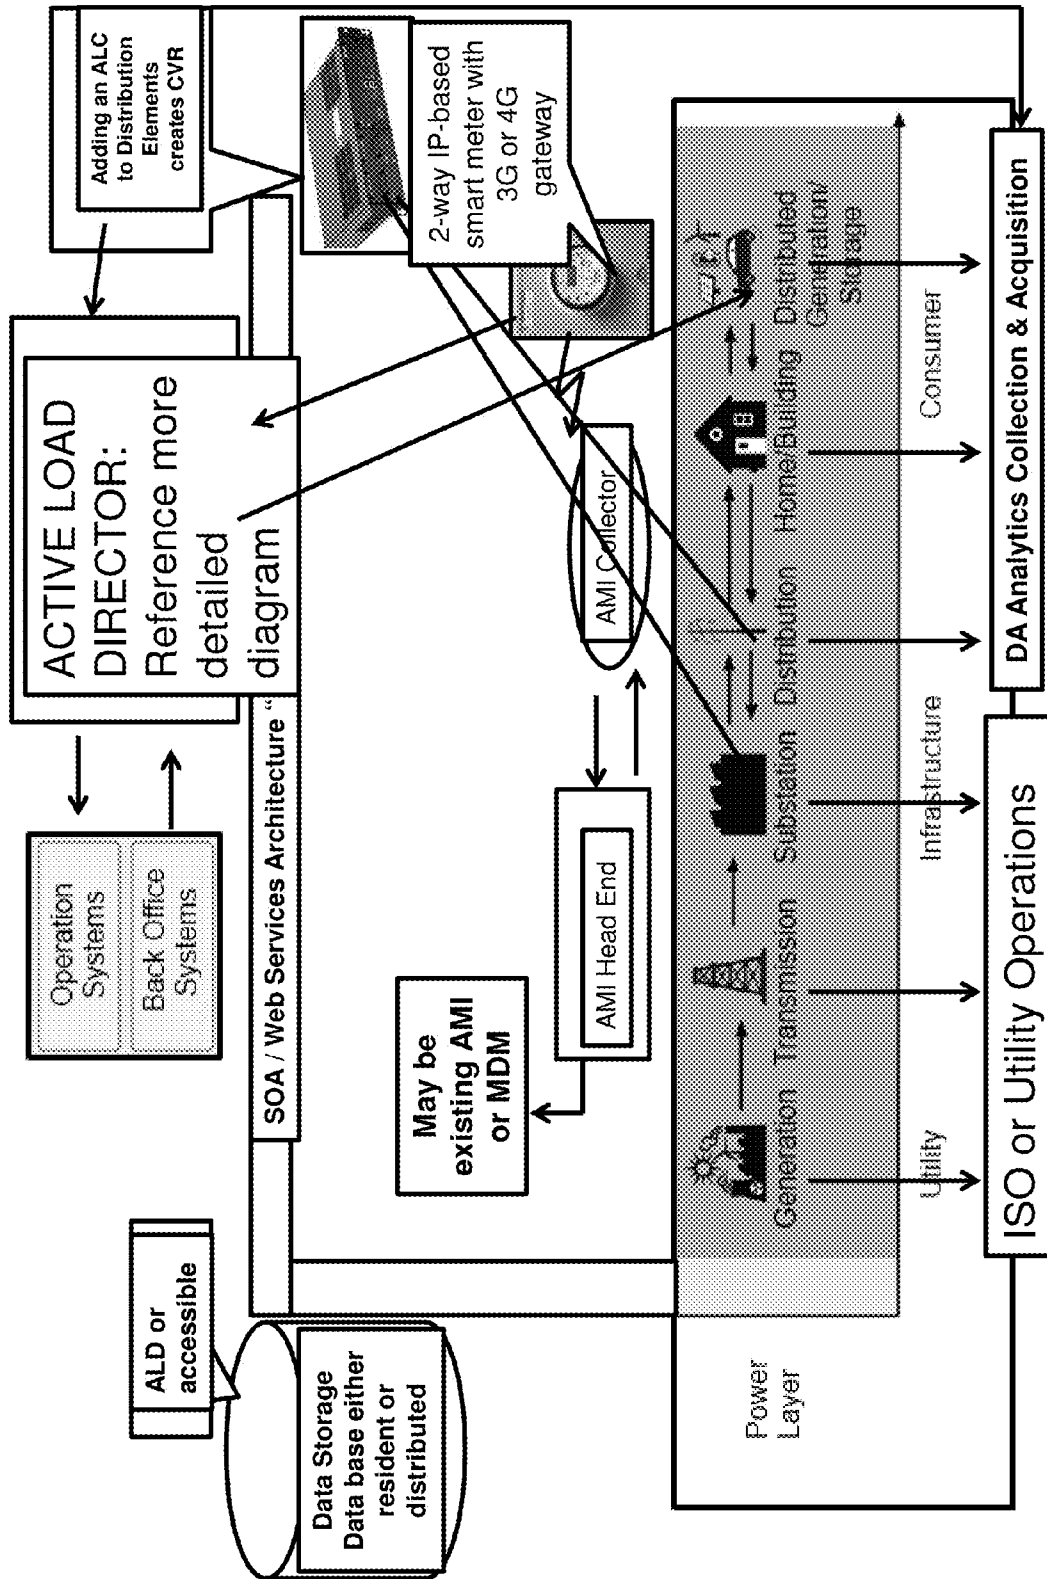 ALD or
accessible
Data Storage
Data base either
resident or
distributed
Operation
Systems
Back Office
Systems
ACTIVE LOAD
DIRECTOR:
Reference more
detailed
diagram
Adding an ALC
to Distribution
Elements
creates CVR
SOA / Web Services Architecture “
2-way IP-based
smart meter with
3G or 4G
gateway
May be
existing AMI
or MDM
AMI Head End
AMI Collector
Power
Layer
Generation
Transmission
Substation
Distribution
Home/Building
Distributed
Generation/
Storage
Utility
Infrastructure
Consumer
ISO or Utility Operations
DA Analytics Collection & Acquisition